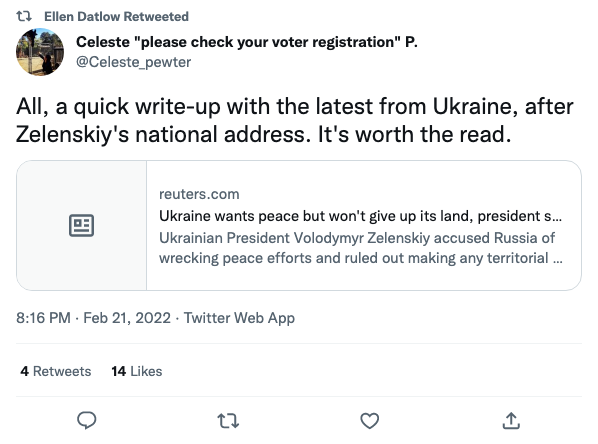 Ellen Datlow Retweeted
Celeste "please check your voter registration" P.
@Celeste_pewter
All, a quick write-up with the latest from Ukraine, after
Zelenskiy's national address. It's worth the read.
reuters.com
Ukraine wants peace but won't give up its land, president s...
Ukrainian President Volodymyr Zelenskiy accused Russia of
wrecking peace efforts and ruled out making any territorial ...
8:16 PM · Feb 21, 2022 · Twitter Web App
4 Retweets 14 Likes